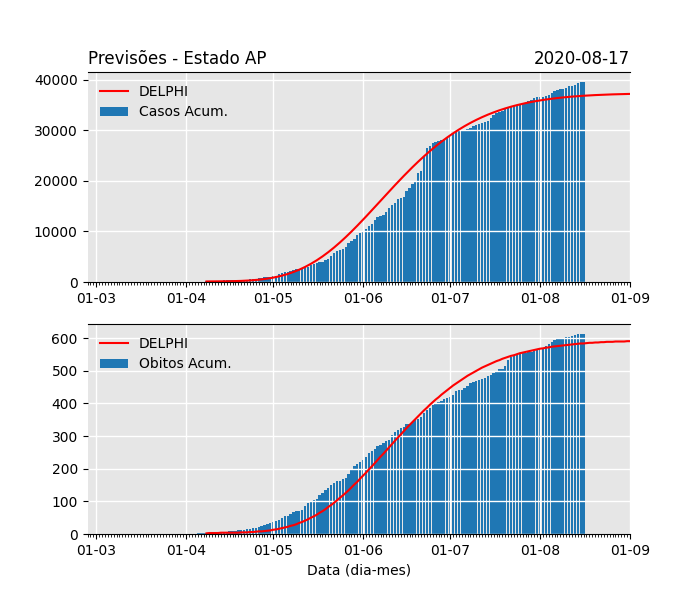 Previsões - Estado AP 2020-08-17
40000
30000
20000
10000
0
DELPHI
Casos Acum.
01-03 01-04 01-05 01-06 01-07 01-08 01-09
600
500
400
300
200
100
0
DELPHI
Obitos Acum.
01-03 01-04 01-05 01-06 01-07 01-08 01-09
Data (dia-mes)